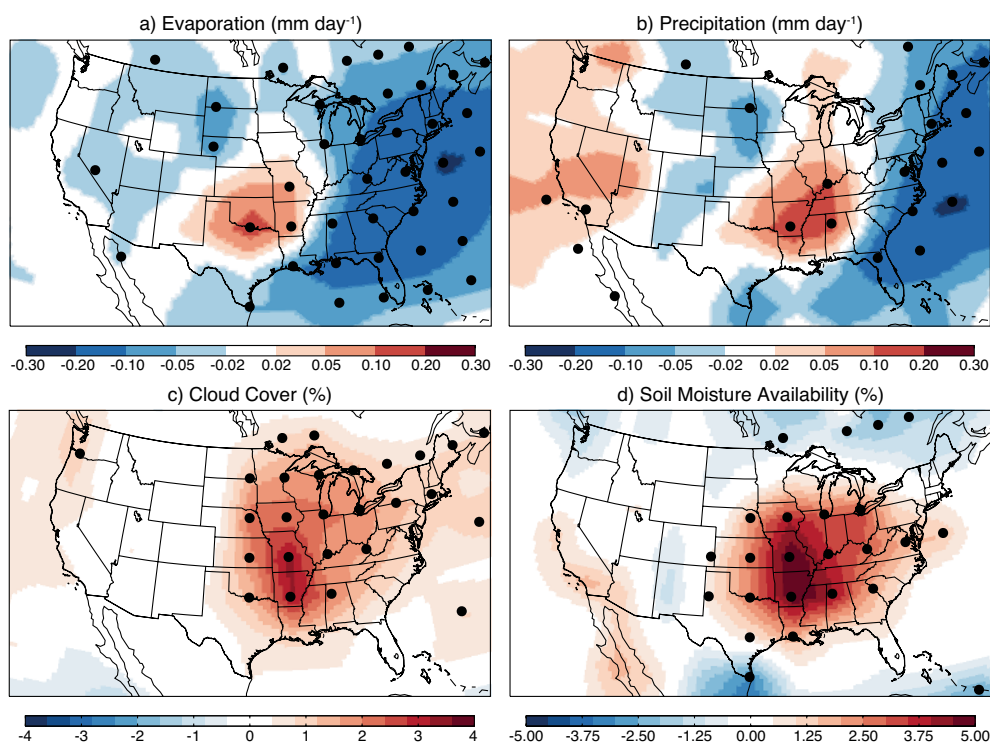 a) Evaporation (mm day⁻¹)
b) Precipitation (mm day⁻¹)
-0.30 -0.20 -0.10 -0.05 -0.02 0.02 0.05 0.10 0.20 0.30
-0.30 -0.20 -0.10 -0.05 -0.02 0.02 0.05 0.10 0.20 0.30
c) Cloud Cover (%)
d) Soil Moisture Availability (%)
-4 -3 -2 -1 0 1 2 3 4
-5.00 -3.75 -2.50 -1.25 0.00 1.25 2.50 3.75 5.00